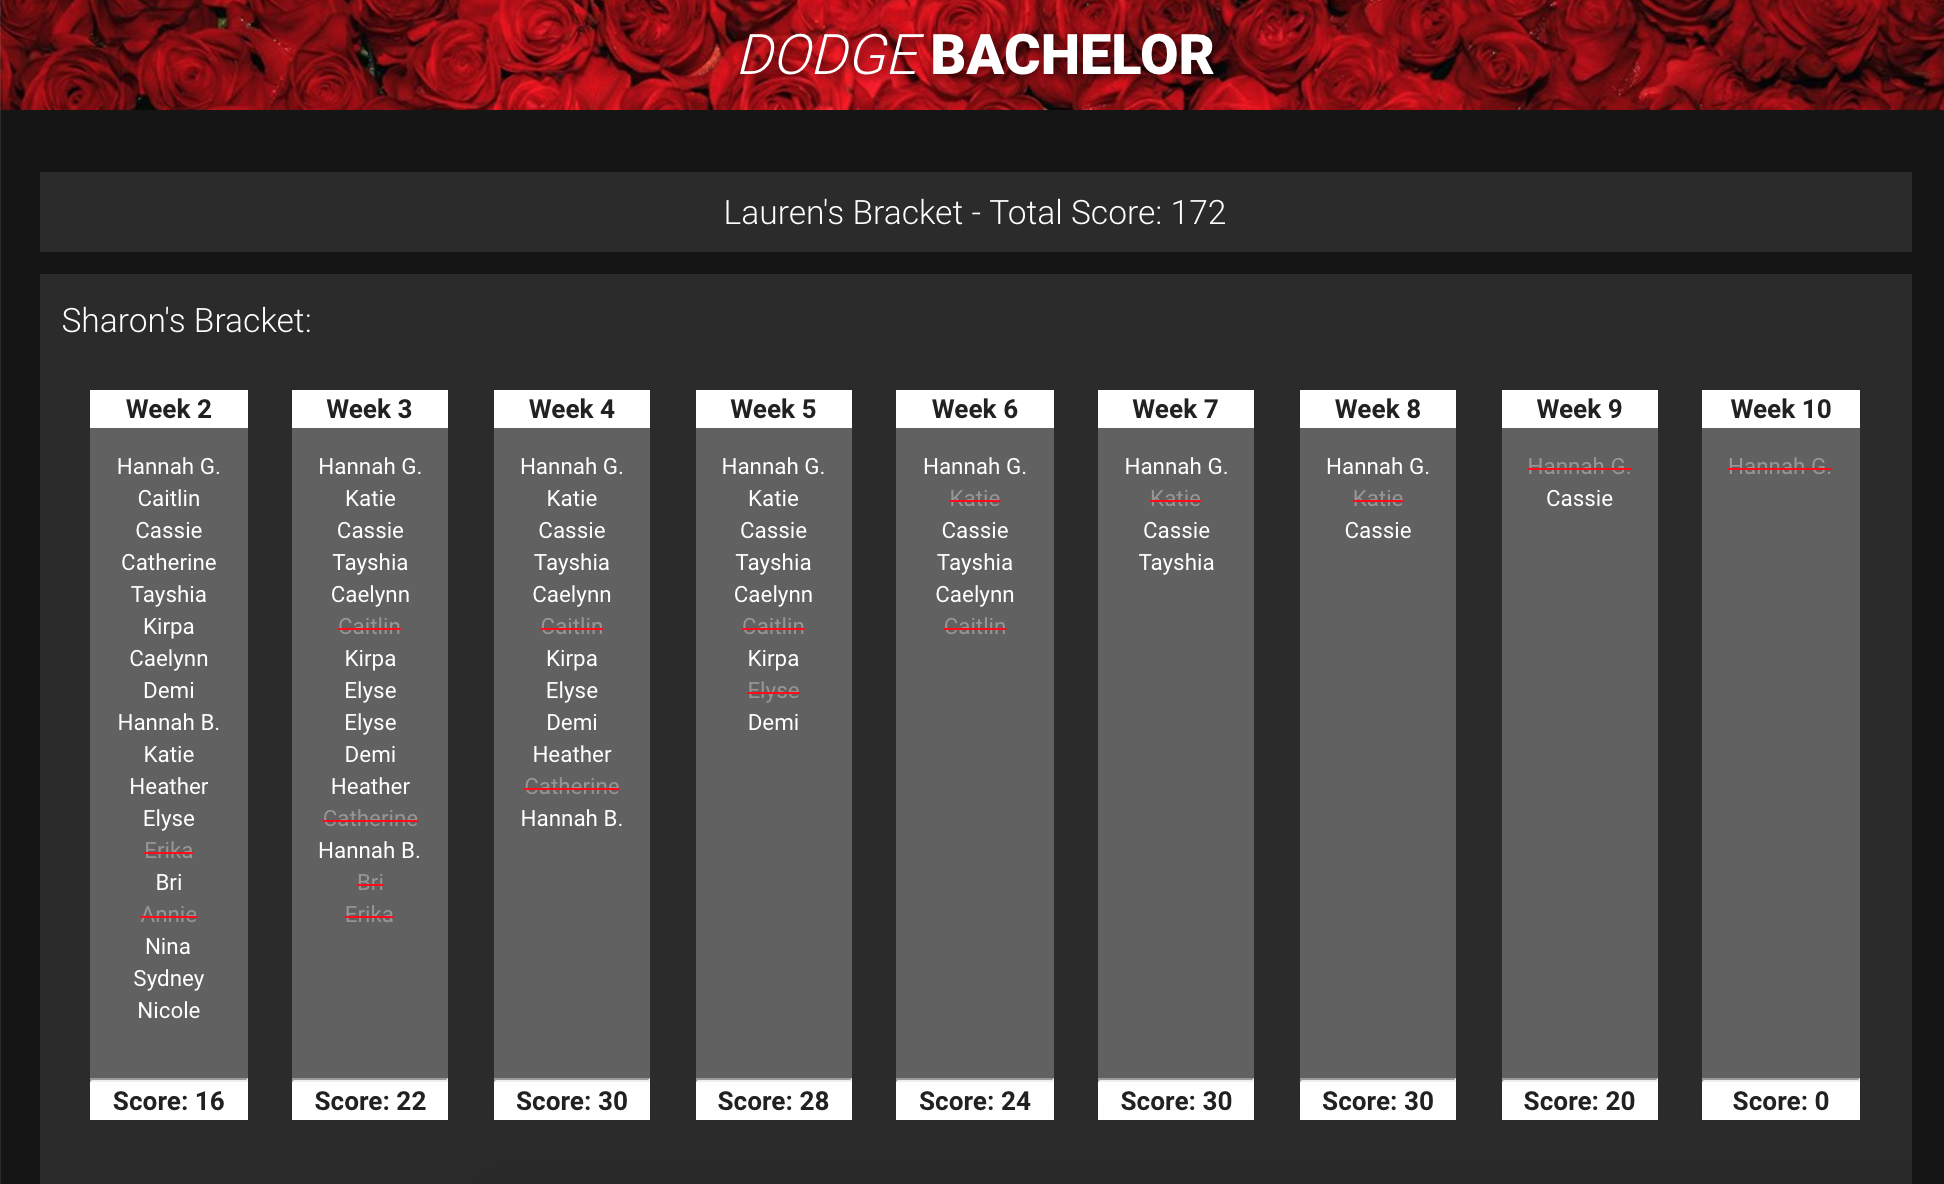 DODGE BACHELOR
Lauren's Bracket - Total Score: 172
Sharon's Bracket:
Week 2
Hannah G.
Caitlin
Cassie
Catherine
Tayshia
Kirpa
Caelynn
Demi
Hannah B.
Katie
Heather
Elyse
Erika
Bri
Annie
Nina
Sydney
Nicole
Score: 16
Week 3
Hannah G.
Katie
Cassie
Tayshia
Caelynn
Caitlin
Kirpa
Elyse
Elyse
Demi
Heather
Catherine
Hannah B.
Bri
Erika
Score: 22
Week 4
Hannah G.
Katie
Cassie
Tayshia
Caelynn
Caitlin
Kirpa
Elyse
Demi
Heather
Catherine
Hannah B.
Score: 30
Week 5
Hannah G.
Katie
Cassie
Tayshia
Caelynn
Caitlin
Kirpa
Elyse
Demi
Score: 28
Week 6
Hannah G.
Katie
Cassie
Tayshia
Caelynn
Caitlin
Score: 24
Week 7
Hannah G.
Katie
Cassie
Tayshia
Score: 30
Week 8
Hannah G.
Katie
Cassie
Score: 30
Week 9
Hannah G.
Cassie
Score: 20
Week 10
Hannah G.
Score: 0